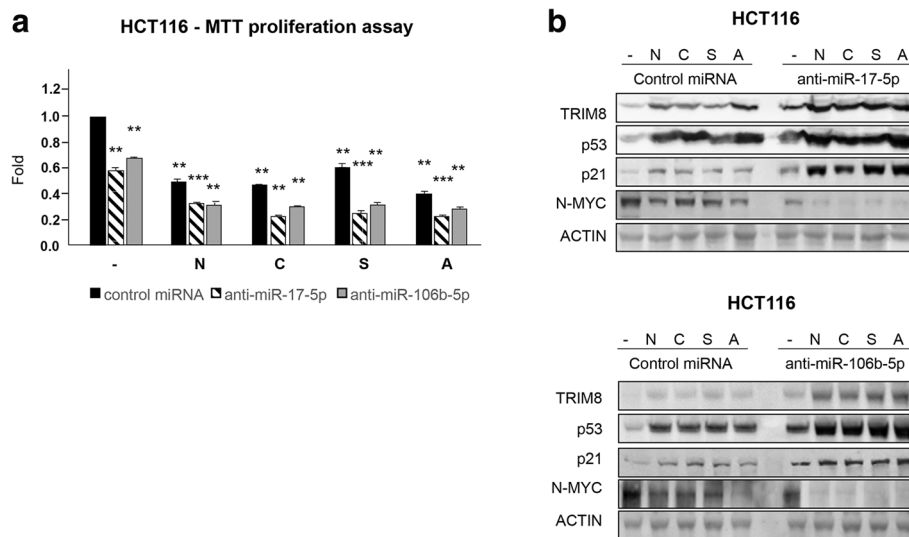 a
HCT116 - MTT proliferation assay
Fold
1.2
1.0
0.8
0.6
0.4
0.2
0.0
** **
** *** **
** ** **
** *** **
** *** **
- N C S A
control miRNA anti-miR-17-5p anti-miR-106b-5p
b
HCT116
- N C S A - N C S A
Control miRNA anti-miR-17-5p
TRIM8
p53
p21
N-MYC
ACTIN
HCT116
- N C S A - N C S A
Control miRNA anti-miR-106b-5p
TRIM8
p53
p21
N-MYC
ACTIN